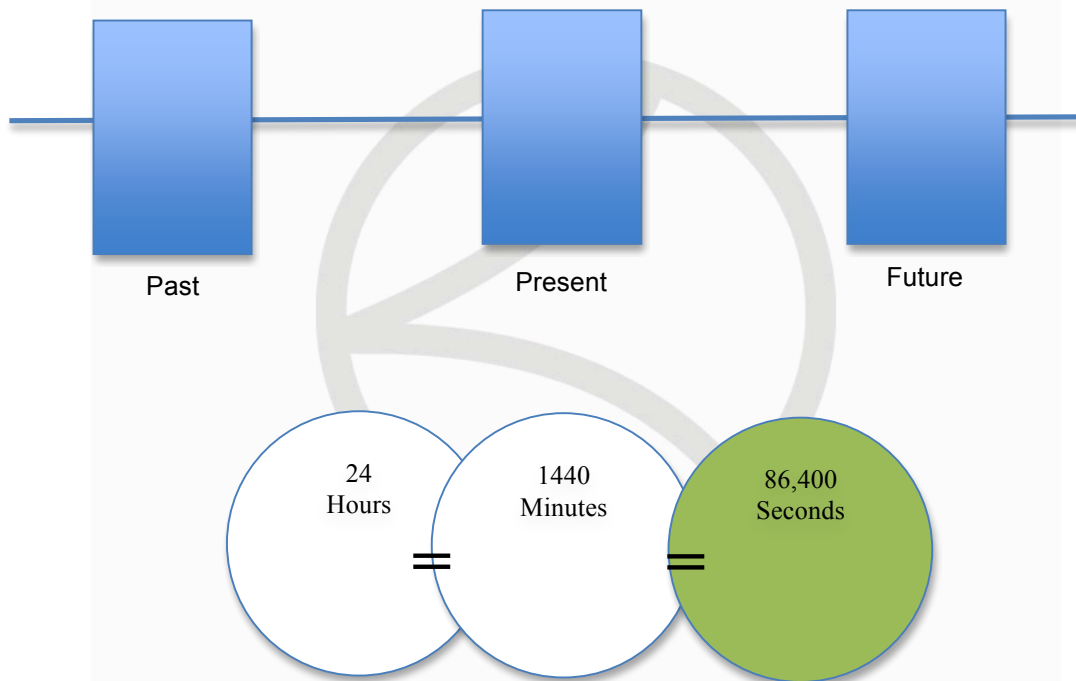 Past
Present
Future
24
Hours
=
1440
Minutes
=
86,400
Seconds